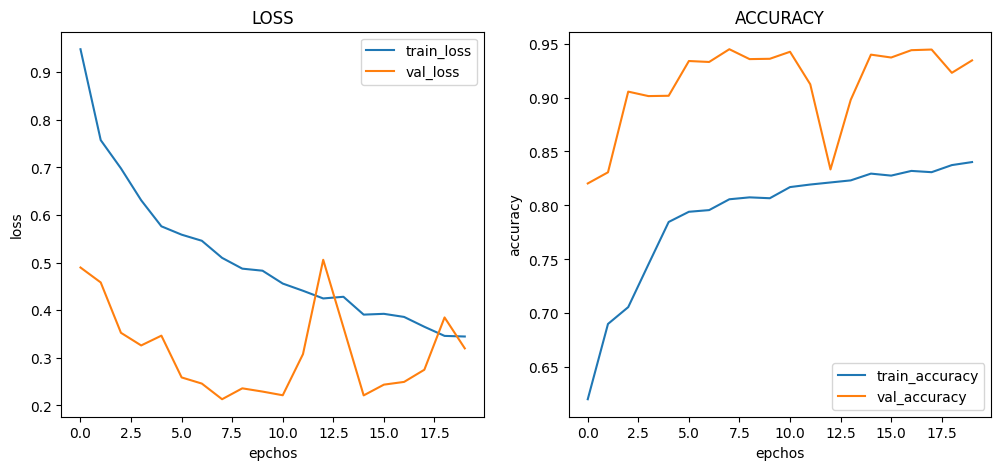 LOSS
train_loss
val_loss
0.9
0.8
0.7
0.6
0.5
0.4
0.3
0.2
loss
0.0 2.5 5.0 7.5 10.0 12.5 15.0 17.5
epchos
ACCURACY
0.95
0.90
0.85
0.80
0.75
0.70
0.65
accuracy
train_accuracy
val_accuracy
0.0 2.5 5.0 7.5 10.0 12.5 15.0 17.5
epchos